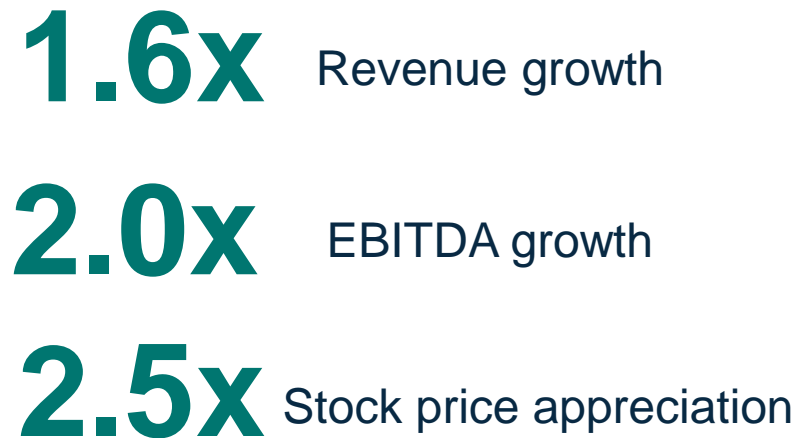 1.6x Revenue growth
2.0x EBITDA growth
2.5x Stock price appreciation